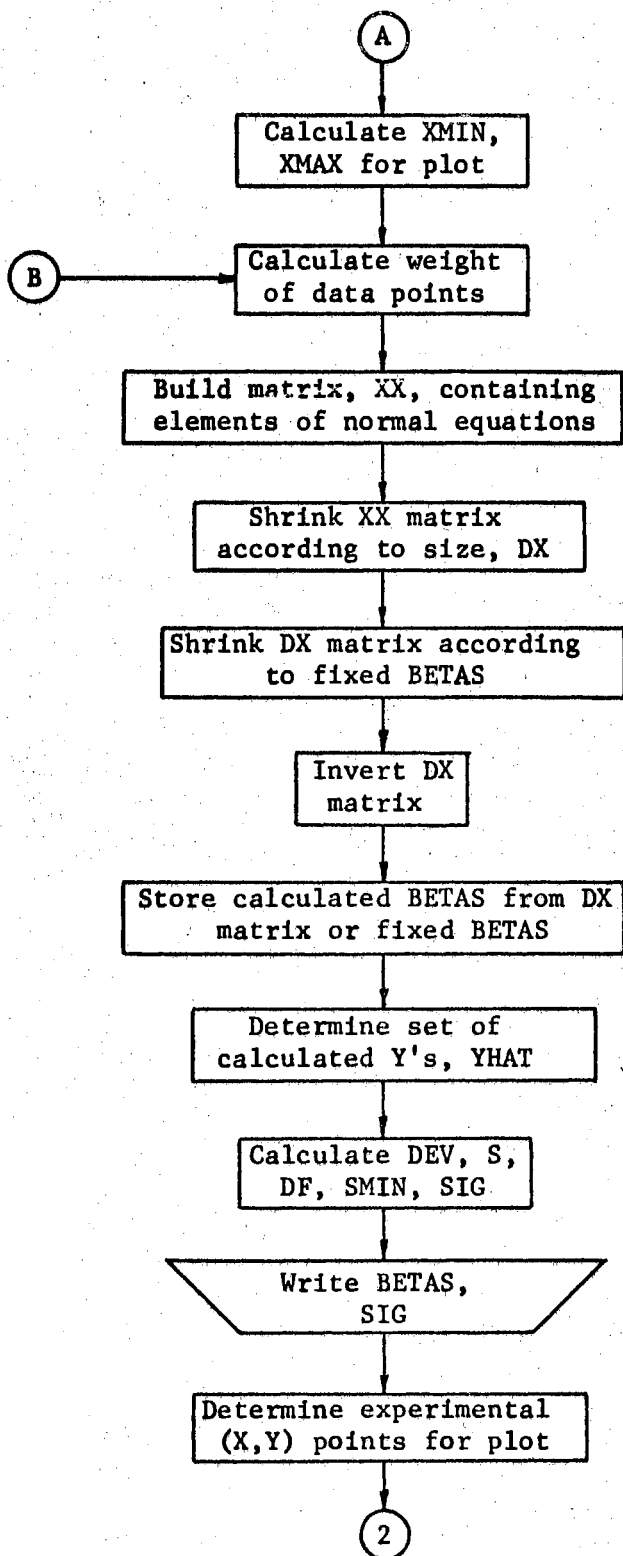 A
Calculate XMIN,
XMAX for plot
B
Calculate weight
of data points
Build matrix, XX, containing
elements of normal equations
Shrink XX matrix
according to size, DX
Shrink DX matrix according
to fixed BETAS
Invert DX
matrix
Store calculated BETAS from DX
matrix or fixed BETAS
Determine set of
calculated Y's, YHAT
Calculate DEV, S,
DF, SMIN, SIG
Write BETAS,
SIG
Determine experimental
(X,Y) points for plot
2